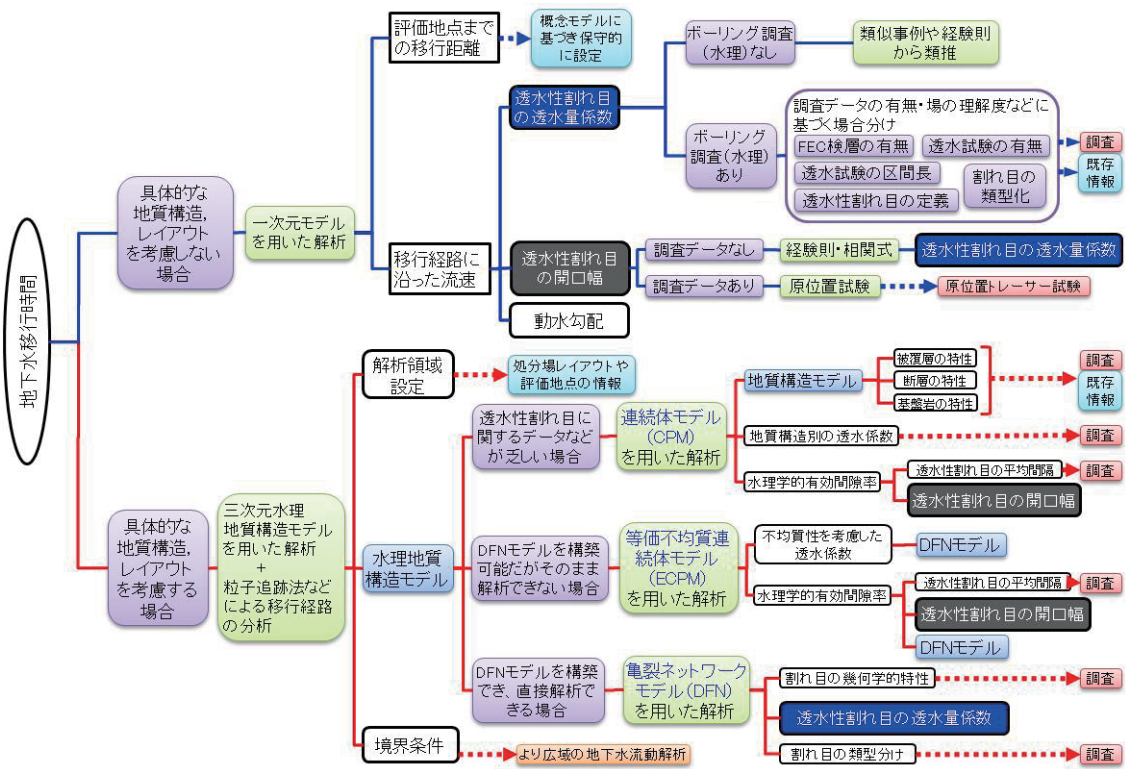 地下水移行時間
具体的な
地質構造,
レイアウト
を考慮しない
場合
一次元モデル
を用いた解析
評価地点まで
の移行距離
概念モデルに
基づき保守的
に設定
移行経路に
沿った流速
透水性割れ目
の透水量係数
ボーリング調査
(水理)なし
類似事例や経験則
から類推
ボーリング
調査(水理)
あり
調査データの有無・場の理解度などに
基づく場合分け
FEC検層の有無
透水試験の有無
透水試験の区間長
透水性割れ目の定義
割れ目の
類型化
調査
既存
情報
透水性割れ目
の開口幅
調査データなし
経験則・相関式
透水性割れ目の透水量係数
調査データあり
原位置試験
原位置トレーサー試験
動水勾配
具体的な
地質構造,
レイアウト
を考慮する
場合
三次元水理
地質構造モデル
を用いた解析
+
粒子追跡法など
による移行経路
の分析
解析領域
設定
処分場レイアウトや
評価地点の情報
水理地質
構造モデル
透水性割れ目に
関するデータなど
が乏しい場合
連続体モデル
(CPM)
を用いた解析
地質構造モデル
被覆層の特性
断層の特性
基盤岩の特性
調査
既存
情報
地質構造別の透水係数
調査
水理学的有効間隙率
透水性割れ目の平均間隔
調査
透水性割れ目の開口幅
DFNモデルを構築
可能だがそのまま
解析できない場合
等価不均質連
続体モデル
(ECPM)
を用いた解析
不均質性を考慮した
透水係数
DFNモデル
水理学的有効間隙率
透水性割れ目の平均間隔
調査
透水性割れ目の開口幅
DFNモデル
DFNモデルを構築
でき、直接解析で
きる場合
亀裂ネットワーク
モデル(DFN)
を用いた解析
割れ目の幾何学的特性
調査
透水性割れ目の透水量係数
割れ目の類型分け
調査
境界条件
より広域の地下水流動解析